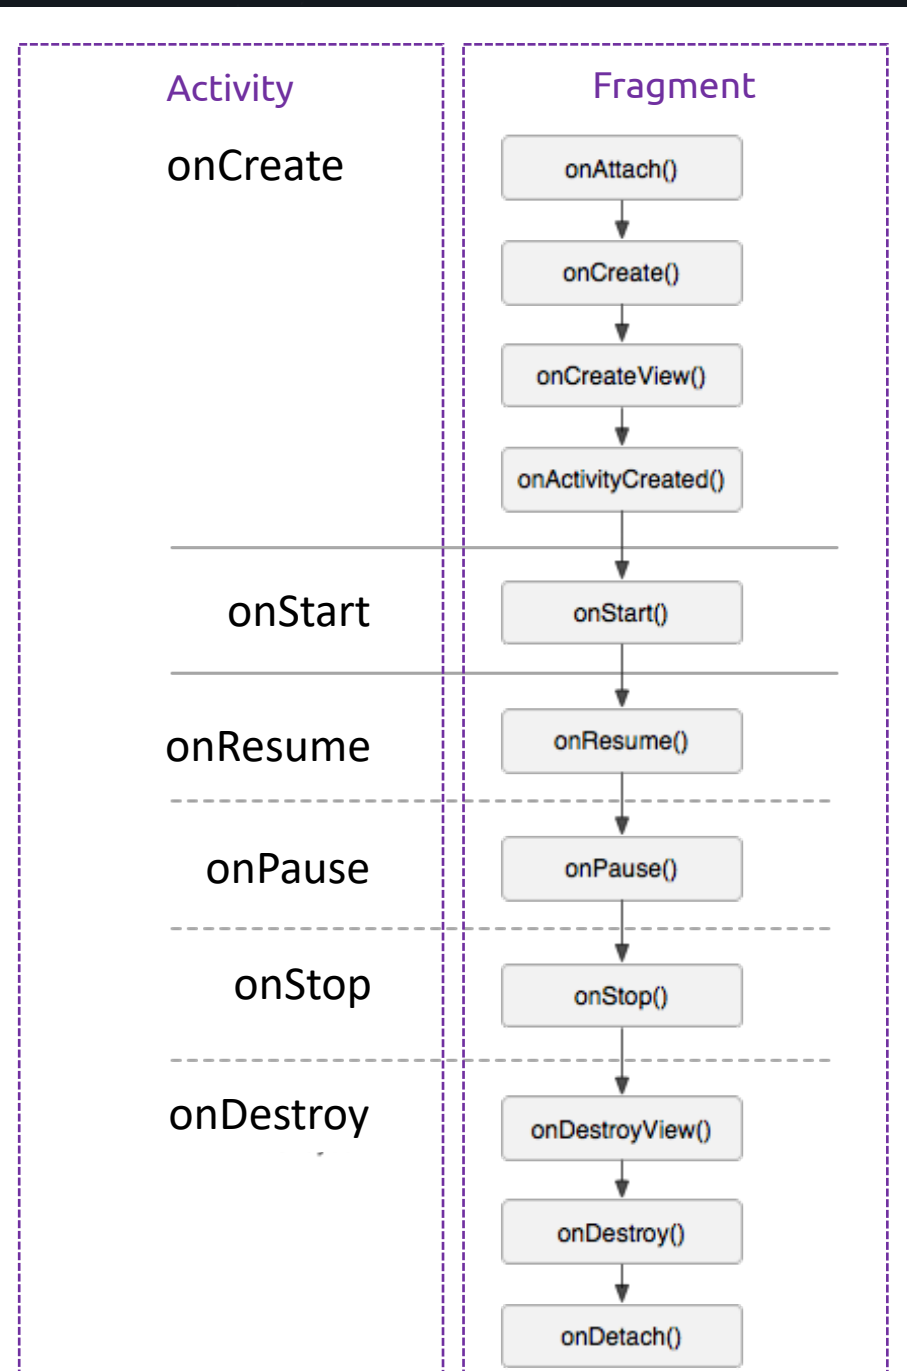 Activity
Fragment
onCreate
onAttach()
onCreate()
onCreateView()
onActivityCreated()
onStart
onStart()
onResume
onResume()
onPause
onPause()
onStop
onStop()
onDestroy
onDestroyView()
onDestroy()
onDetach()